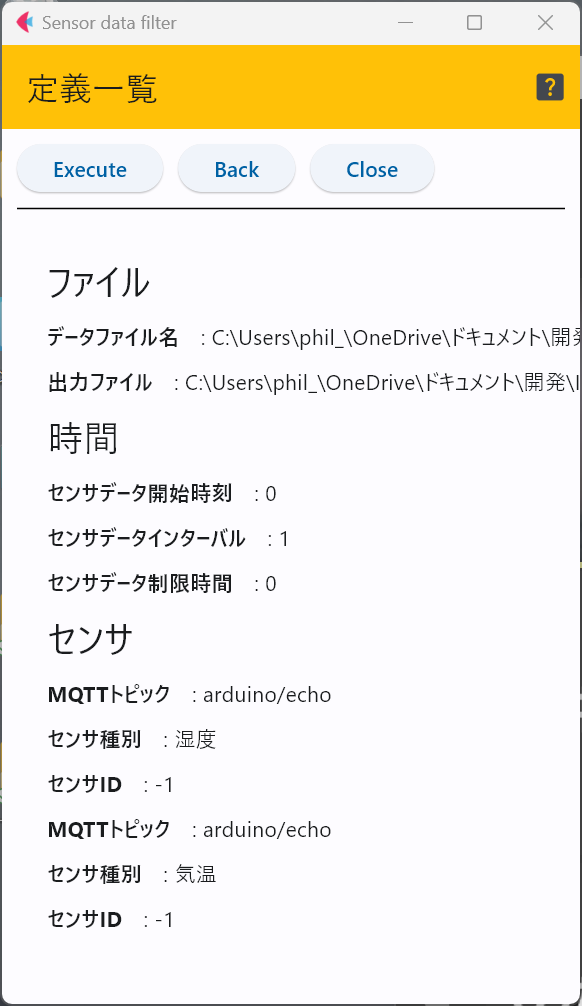 Sensor data filter
定義一覧
?
Execute Back Close
ファイル
データファイル名 : C:\Users\phil_\OneDrive\ドキュメント\開発
出力ファイル : C:\Users\phil_\OneDrive\ドキュメント\開発\I
時間
センサデータ開始時刻 : 0
センサデータインターバル : 1
センサデータ制限時間 : 0
センサ
MQTTトピック : arduino/echo
センサ種別 : 湿度
センサID : -1
MQTTトピック : arduino/echo
センサ種別 : 気温
センサID : -1